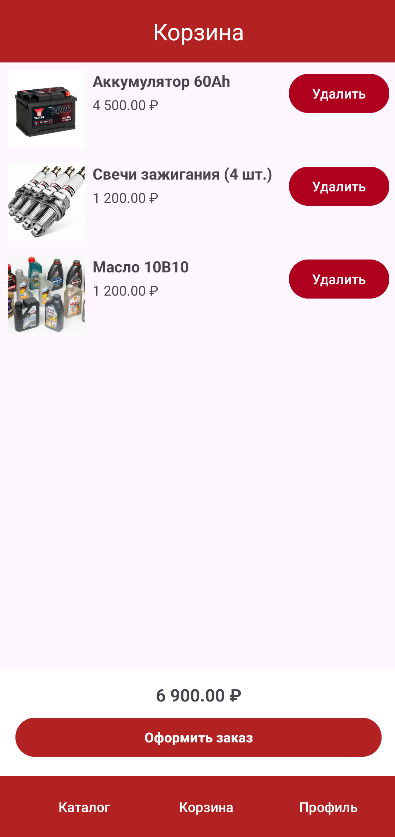 Корзина
Аккумулятор 60Ah
4 500.00 ₽
Удалить
Свечи зажигания (4 шт.)
1 200.00 ₽
Удалить
Масло 10В10
1 200.00 ₽
Удалить
6 900.00 ₽
Оформить заказ
Каталог Корзина Профиль